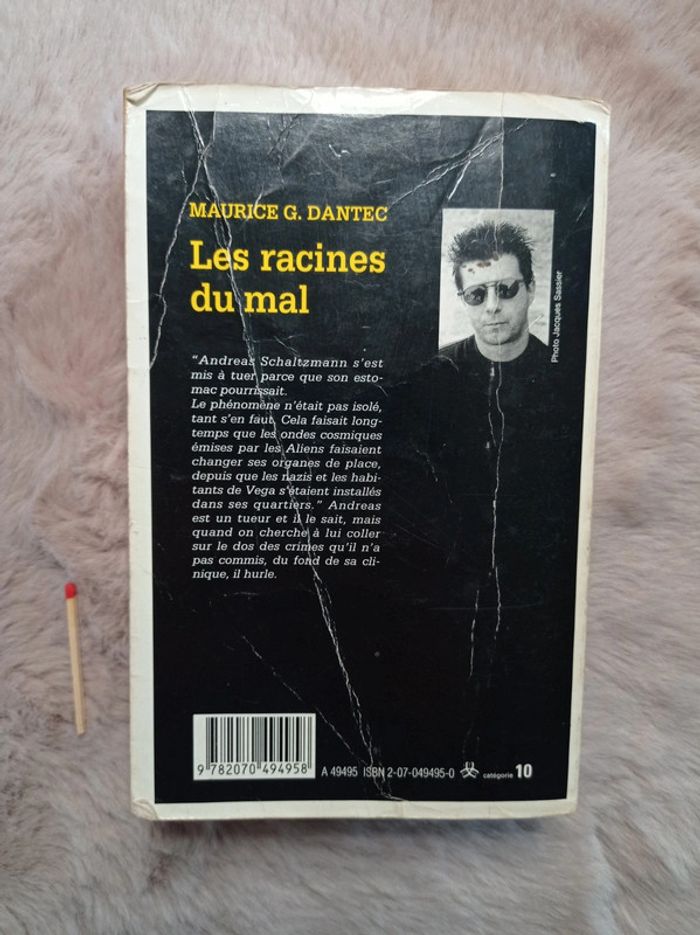 MAURICE G. DANTEC
Les racines
du mal
Photo Jacques Sassier
"Andreas Schaltzmann s'est
mis à tuer parce que son esto-
mac pourrissait.
Le phénomène n'était pas isolé,
tant s'en faut. Cela faisait long-
temps que les ondes cosmiques
émises par les Aliens faisaient
changer ses organes de place,
depuis que les nazis et les habi-
tants de Vega s'étaient installés
dans ses quartiers." Andreas
est un tueur et il le sait, mais
quand on cherche à lui coller
sur le dos des crimes qu'il n'a
pas commis, du fond de sa cli-
nique, il hurle.
9 782070 494958
A 49495 ISBN 2-07-049495-0 catégorie 10